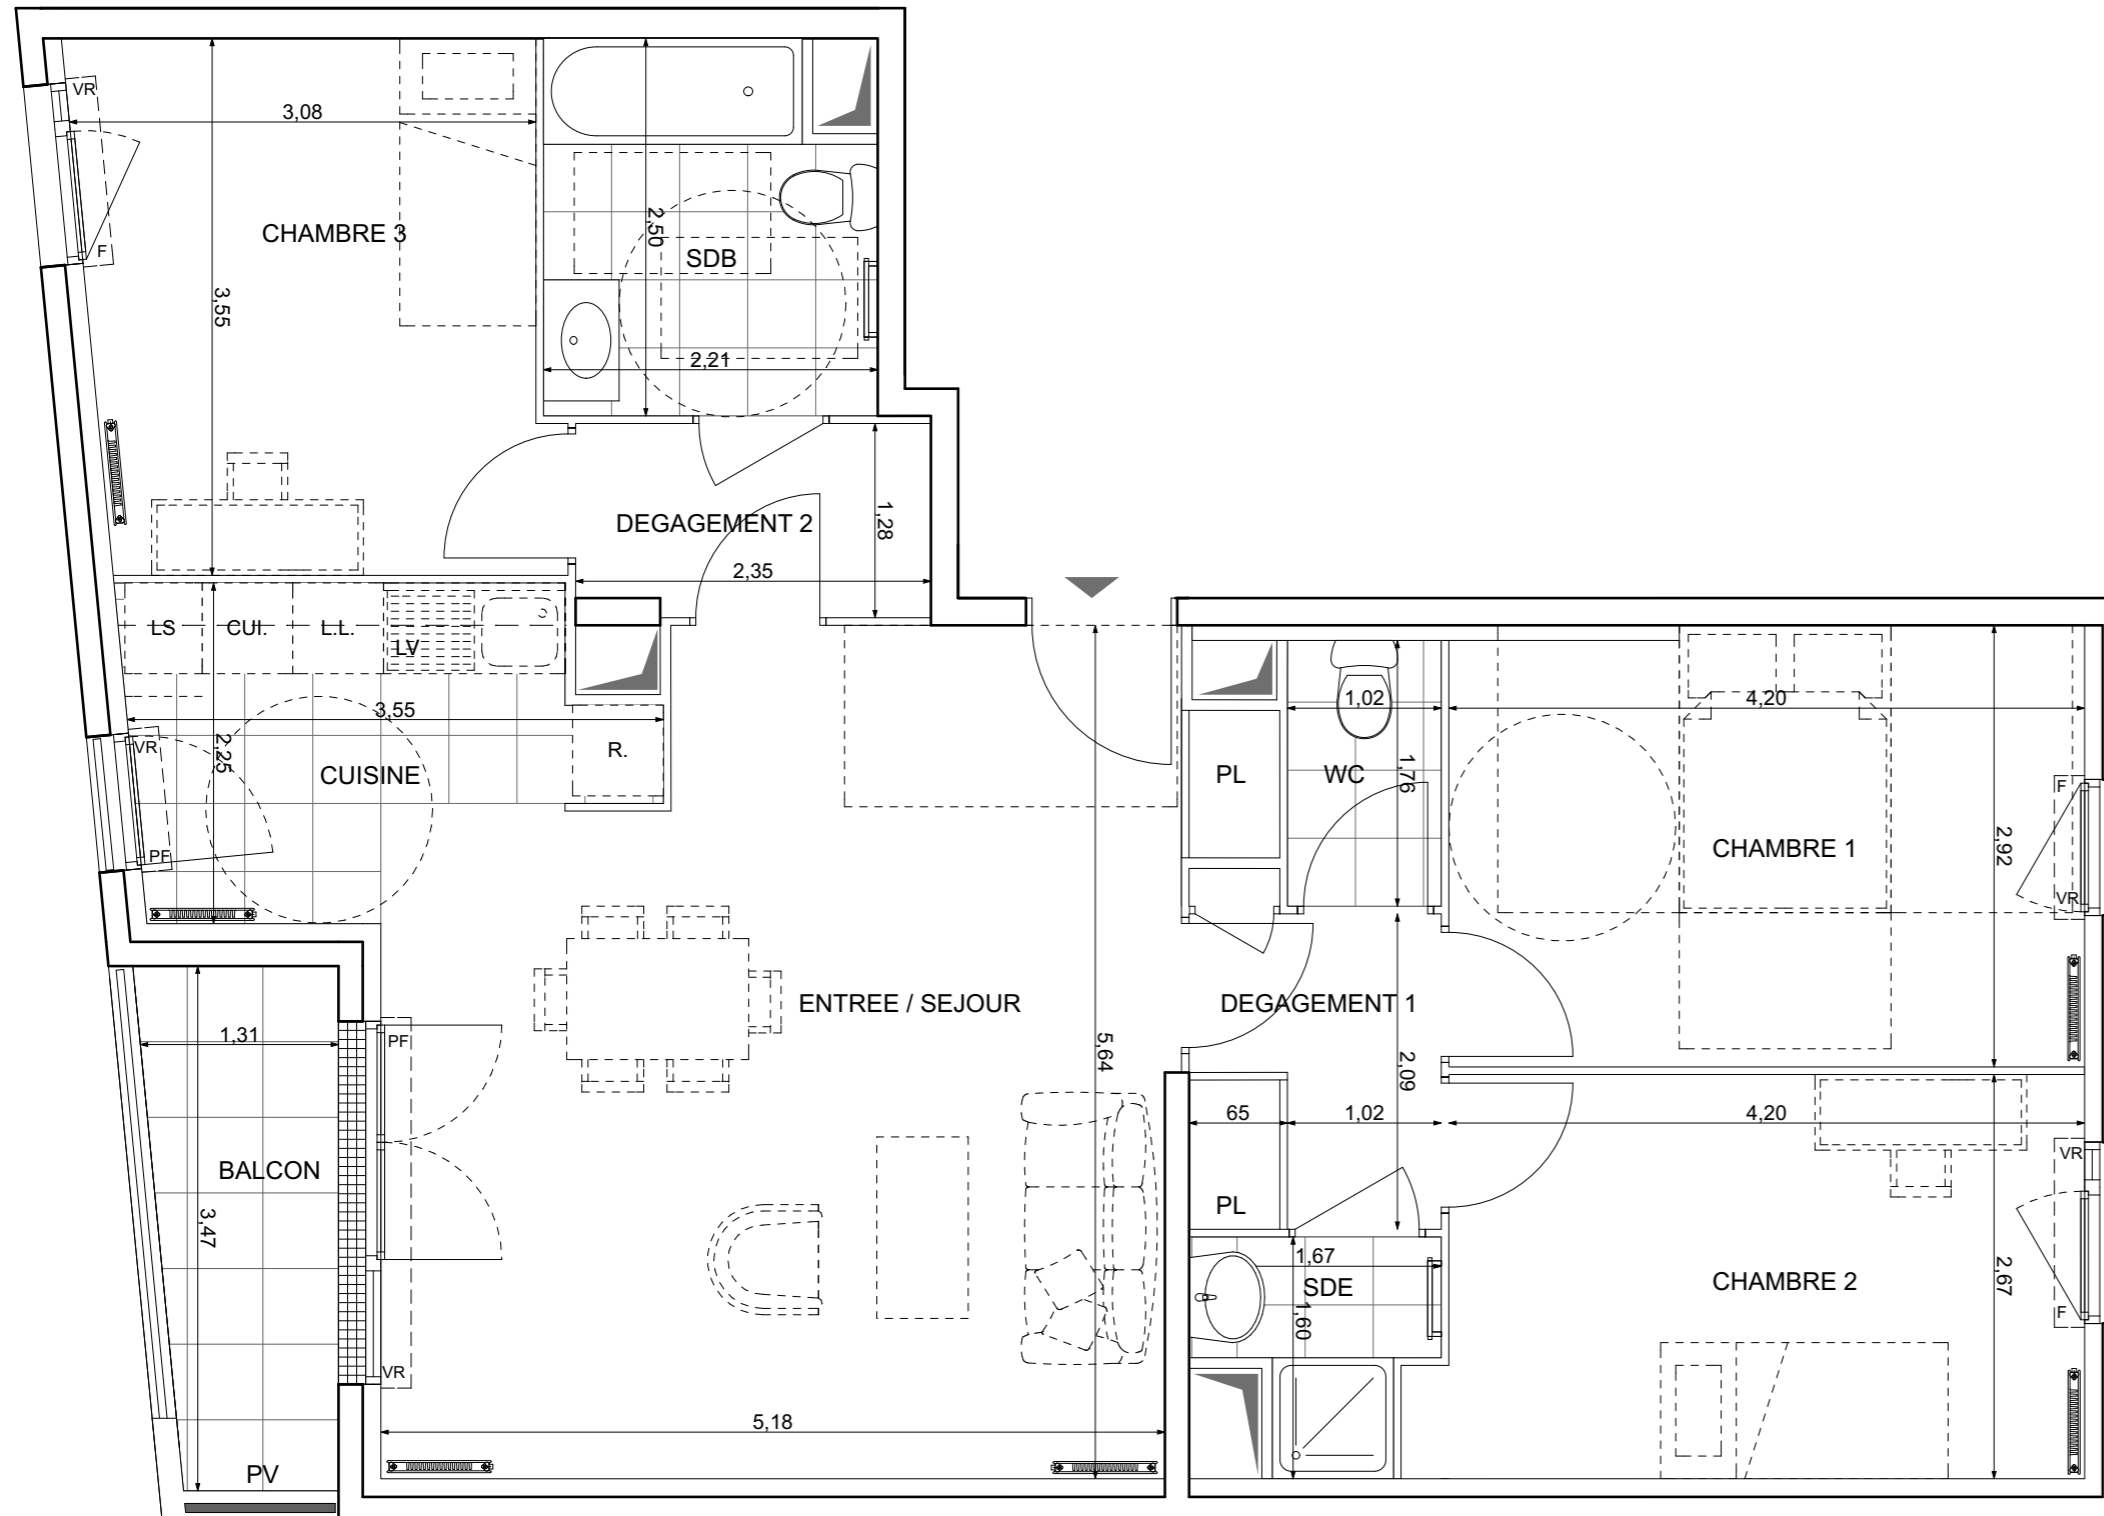 VR
3,08
CHAMBRE 3
F
3,55
2,50
SDB
2,21
DEGAGEMENT 2
1,28
2,35
LS
CUI.
L.L.
LV
3,55
R.
VR
2,25
CUISINE
PF
PL
1,02
WC
1,76
4,20
F
CHAMBRE 1
2,92
VR
ENTREE / SEJOUR
DEGAGEMENT 1
1,31
PF
5,64
2,09
65
1,02
4,20
BALCON
3,47
VR
PL
1,67
SDE
1,60
CHAMBRE 2
VR
2,67
F
5,18
PV